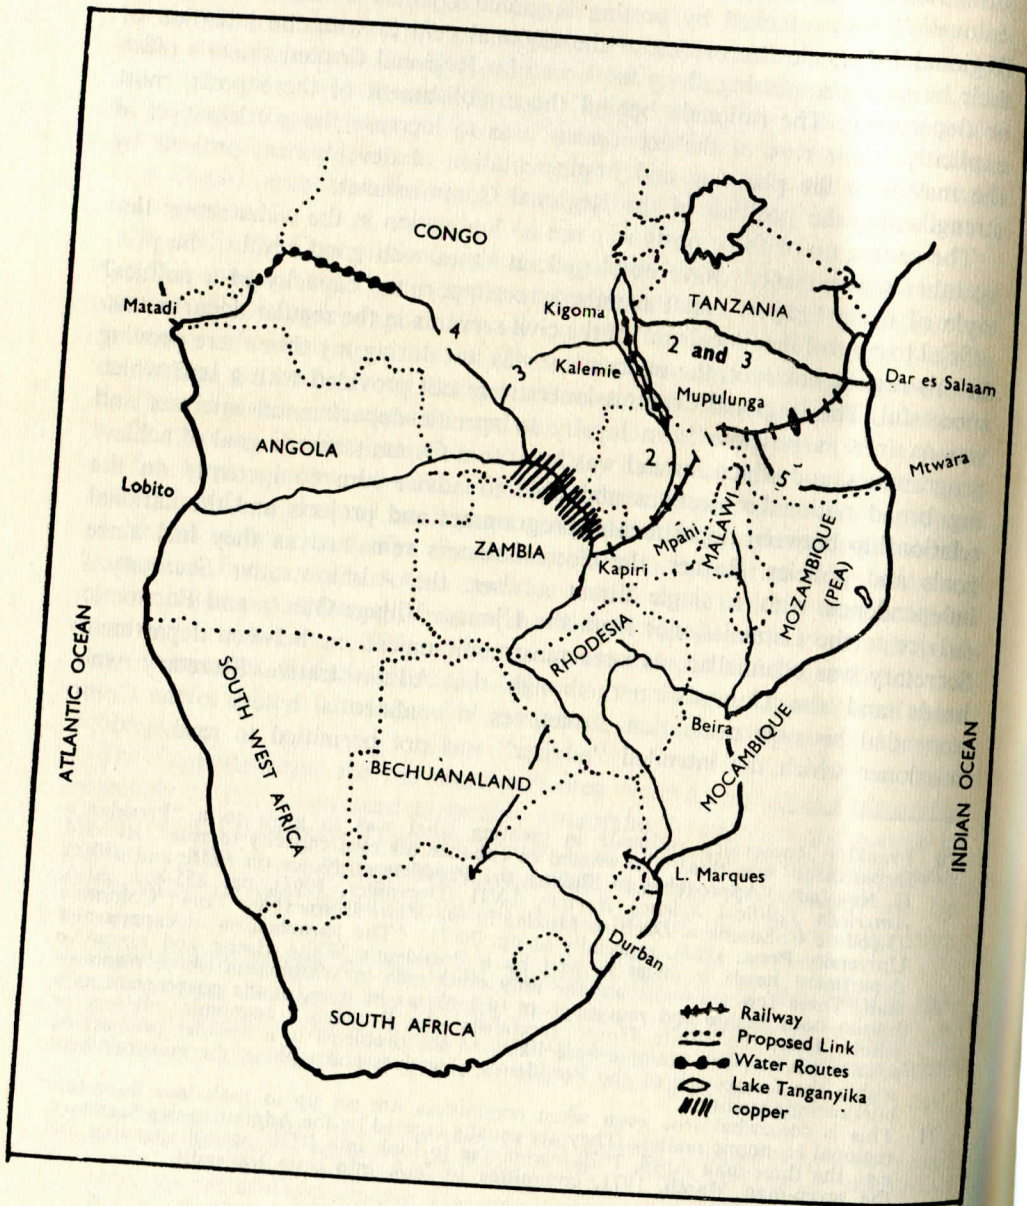 CONGO
1
Matadi
4
3
Kigoma
TANZANIA
2 and 3
Kalemie
Dar es Salaam
Mupulunga
1
2
5
Mtwara
ANGOLA
Lobito
ZAMBIA
Mpahi
MALAWI
Kapiri
MOZAMBIQUE
(PEA)
RHODESIA
ATLANTIC OCEAN
SOUTH WEST AFRICA
BECHUANALAND
Beira
MOCAMBIQUE
INDIAN OCEAN
L. Marques
Durban
SOUTH AFRICA
Railway
Proposed Link
Water Routes
Lake Tanganyika
copper